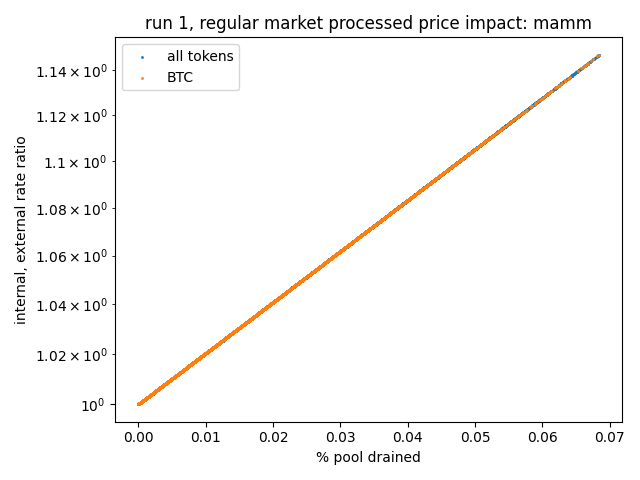 run 1, regular market processed price impact: mamm
all tokens
BTC
internal, external rate ratio
1.14 × 10⁰
1.12 × 10⁰
1.1 × 10⁰
1.08 × 10⁰
1.06 × 10⁰
1.04 × 10⁰
1.02 × 10⁰
10⁰
0.00 0.01 0.02 0.03 0.04 0.05 0.06 0.07
% pool drained